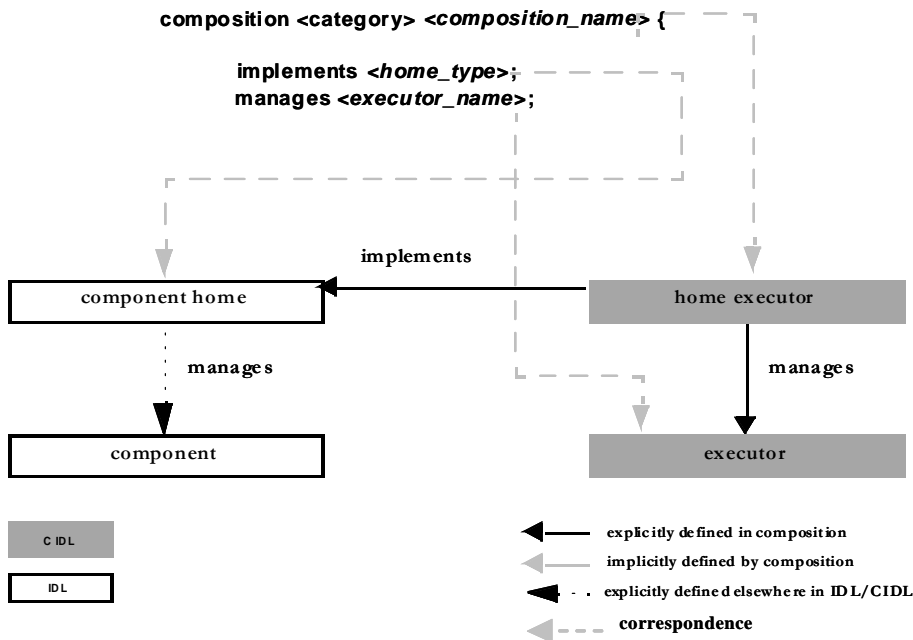 composition <category> <composition_name> {
implements <home_type>;
manages <executor_name>;
implements
component home
home executor
manages
manages
component
executor
CIDL
IDL
explicitly defined in composition
implicitly defined by composition
explicitly defined elsewhere in IDL/CIDL
correspondence